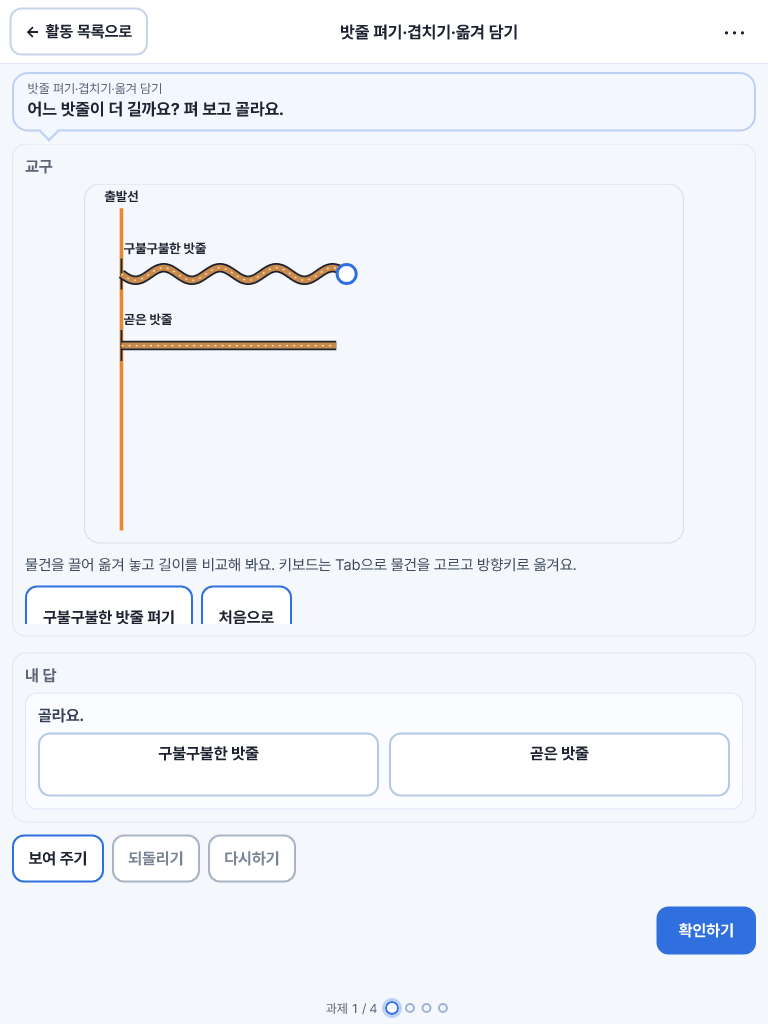 ← 활동 목록으로
밧줄 펴기·겹치기·옮겨 담기
밧줄 펴기·겹치기·옮겨 담기
어느 밧줄이 더 길까요? 펴 보고 골라요.
교구
출발선
구불구불한 밧줄
곧은 밧줄
물건을 끌어 옮겨 놓고 길이를 비교해 봐요. 키보드는 Tab으로 물건을 고르고 방향키로 옮겨요.
구불구불한 밧줄 펴기
처음으로
내 답
골라요.
구불구불한 밧줄
곧은 밧줄
보여 주기
되돌리기
다시하기
확인하기
과제 1 / 4